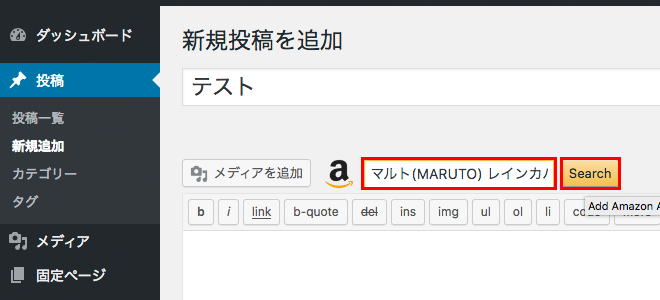 ダッシュボード
投稿
投稿一覧
新規追加
カテゴリー
タグ
メディア
固定ページ
新規投稿を追加
テスト
メディアを追加 a マルト(MARUTO) レインカ Search
b i link b-quote del ins img ul ol li
Add Amazon A